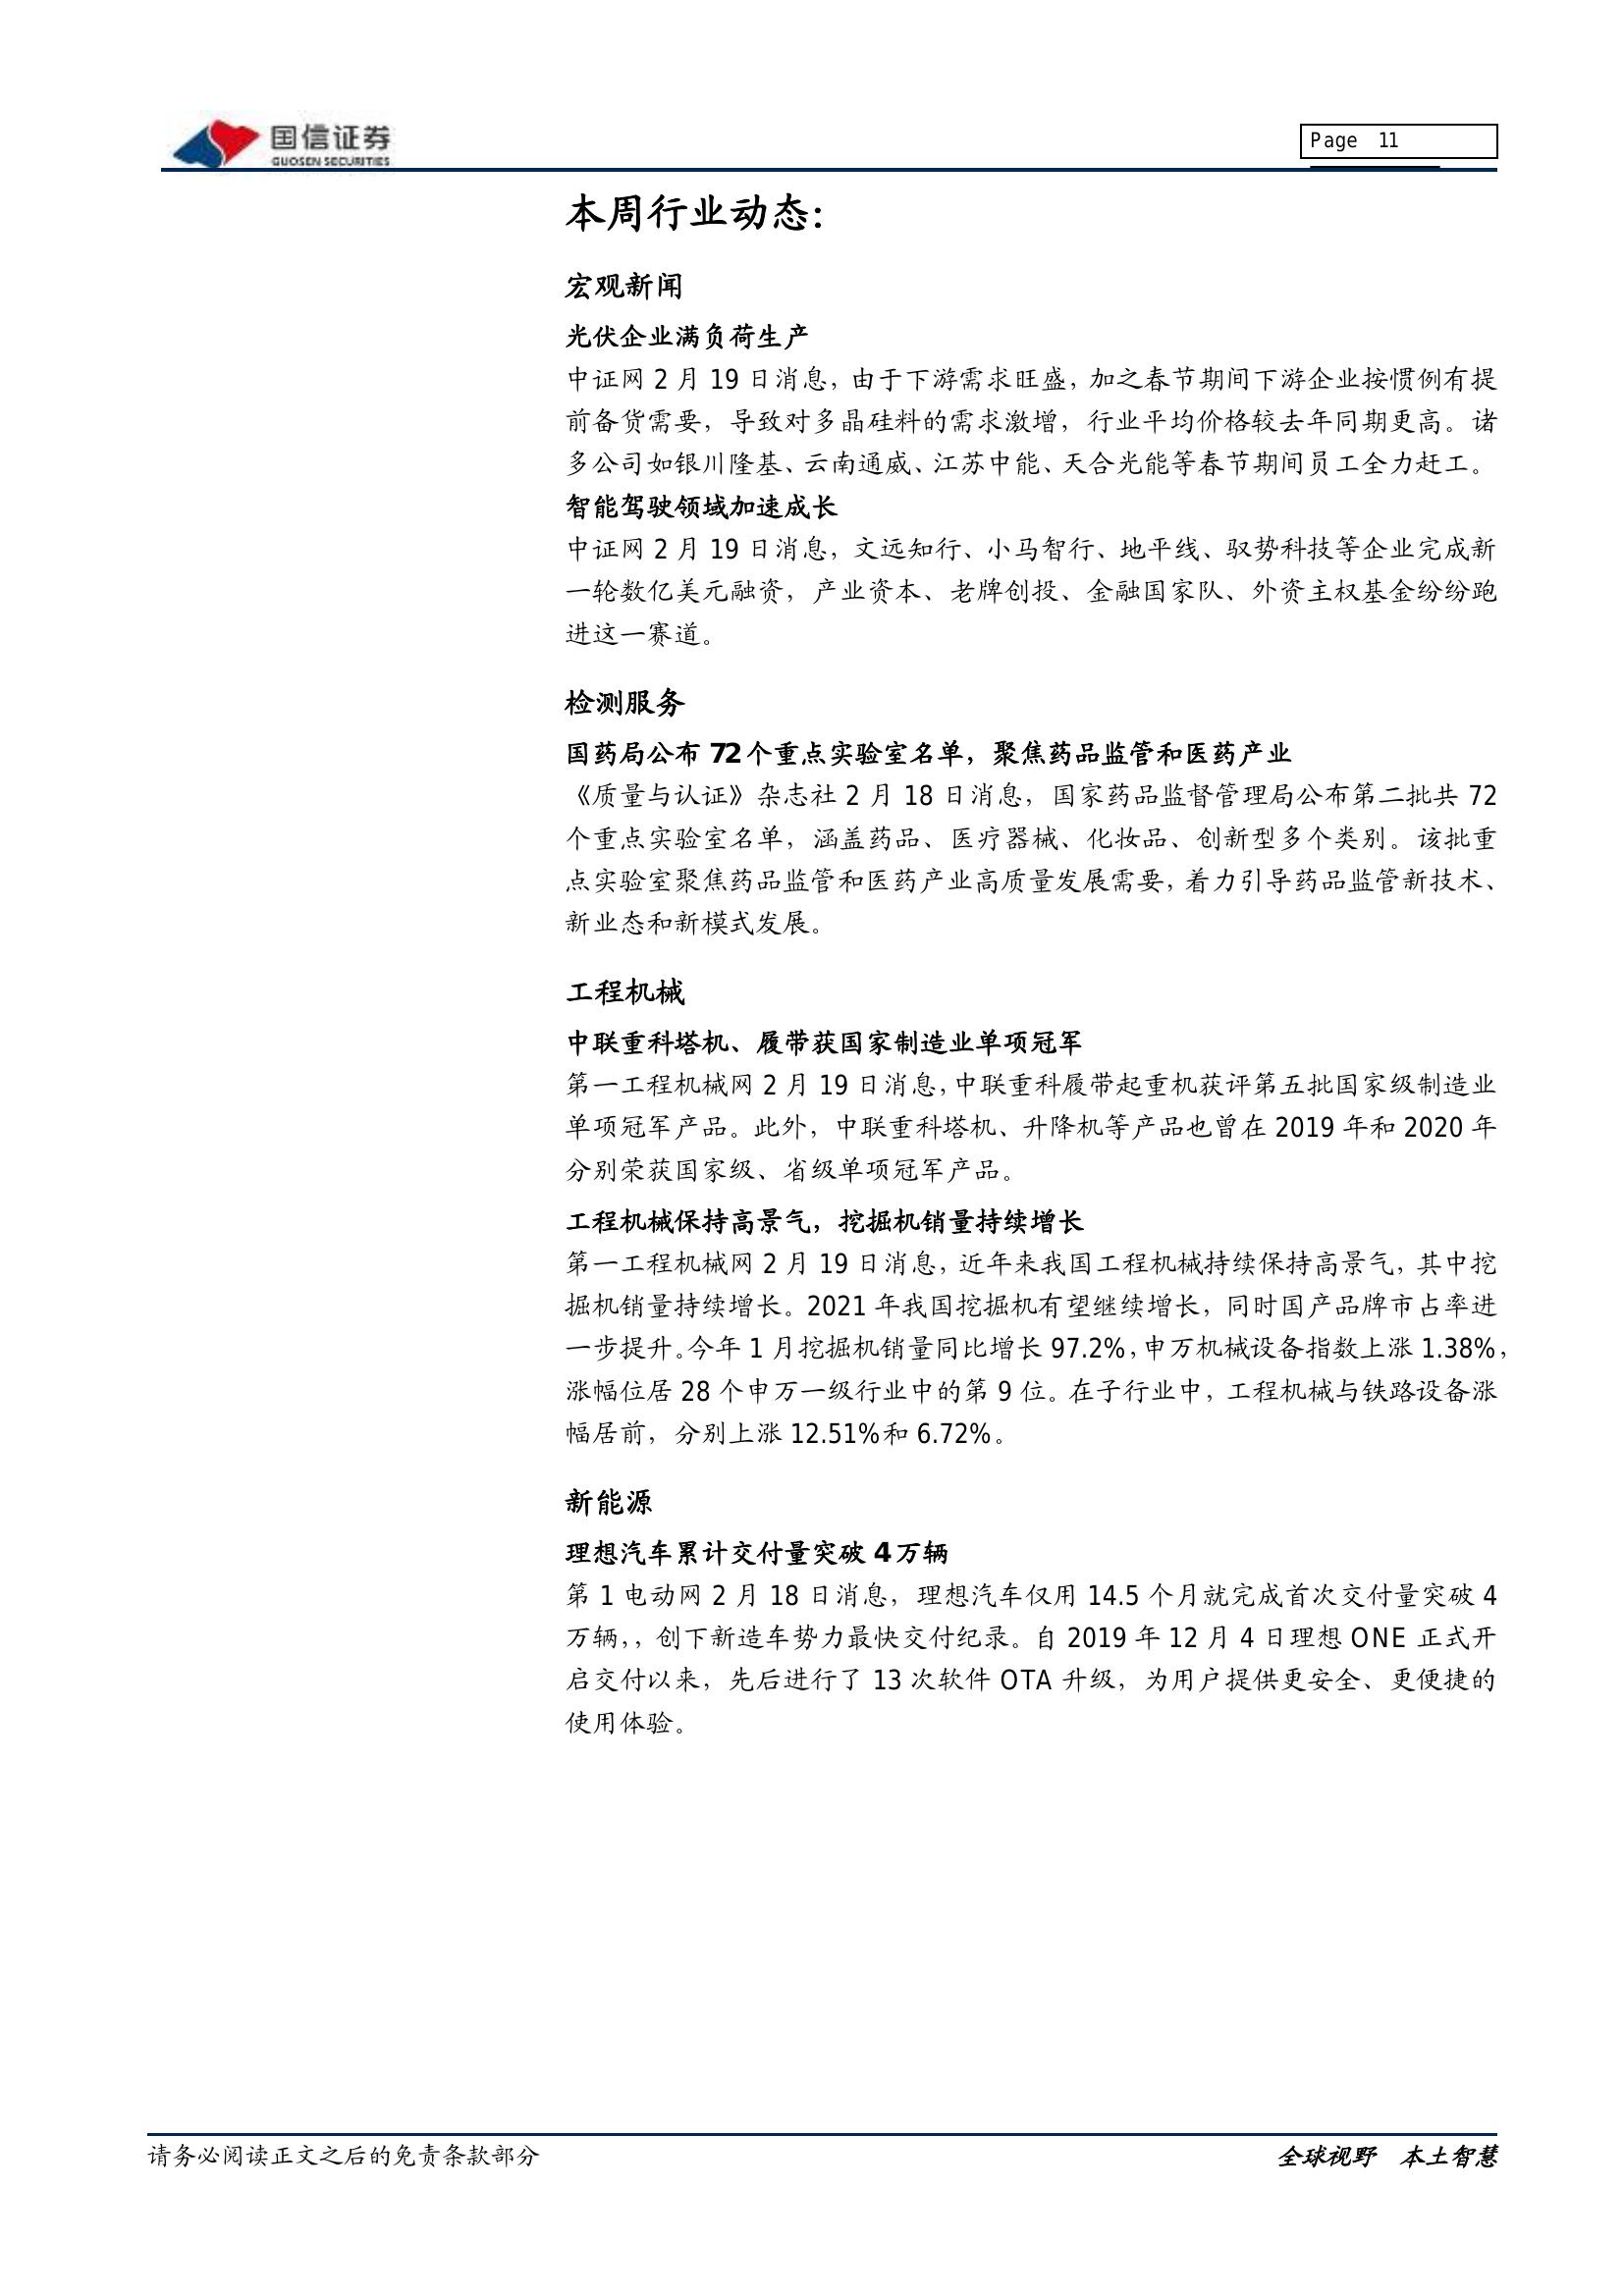 国信证券
GUOSEN SECURITIES
Page 11
本周行业动态：
宏观新闻
光伏企业满负荷生产
中证网 2 月 19 日消息，由于下游需求旺盛，加之春节期间下游企业按惯例有提
前备货需要，导致对多晶硅料的需求激增，行业平均价格较去年同期更高。诸
多公司如银川隆基、云南通威、江苏中能、天合光能等春节期间员工全力赶工。
智能驾驶领域加速成长
中证网 2 月 19 日消息，文远知行、小马智行、地平线、驭势科技等企业完成新
一轮数亿美元融资，产业资本、老牌创投、金融国家队、外资主权基金纷纷跑
进这一赛道。
检测服务
国药局公布 72 个重点实验室名单，聚焦药品监管和医药产业
《质量与认证》杂志社 2 月 18 日消息，国家药品监督管理局公布第二批共 72
个重点实验室名单，涵盖药品、医疗器械、化妆品、创新型多个类别。该批重
点实验室聚焦药品监管和医药产业高质量发展需要，着力引导药品监管新技术、
新业态和新模式发展。
工程机械
中联重科塔机、履带获国家制造业单项冠军
第一工程机械网 2 月 19 日消息，中联重科履带起重机获评第五批国家级制造业
单项冠军产品。此外，中联重科塔机、升降机等产品也曾在 2019 年和 2020 年
分别荣获国家级、省级单项冠军产品。
工程机械保持高景气，挖掘机销量持续增长
第一工程机械网 2 月 19 日消息，近年来我国工程机械持续保持高景气，其中挖
掘机销量持续增长。2021 年我国挖掘机有望继续增长，同时国产品牌市占率进
一步提升。今年 1 月挖掘机销量同比增长 97.2%，申万机械设备指数上涨 1.38%，
涨幅位居 28 个申万一级行业中的第 9 位。在子行业中，工程机械与铁路设备涨
幅居前，分别上涨 12.51%和 6.72%。
新能源
理想汽车累计交付量突破 4 万辆
第 1 电动网 2 月 18 日消息，理想汽车仅用 14.5 个月就完成首次交付量突破 4
万辆，，创下新造车势力最快交付纪录。自 2019 年 12 月 4 日理想 ONE 正式开
启交付以来，先后进行了 13 次软件 OTA 升级，为用户提供更安全、更便捷的
使用体验。
请务必阅读正文之后的免责条款部分
全球视野 本土智慧